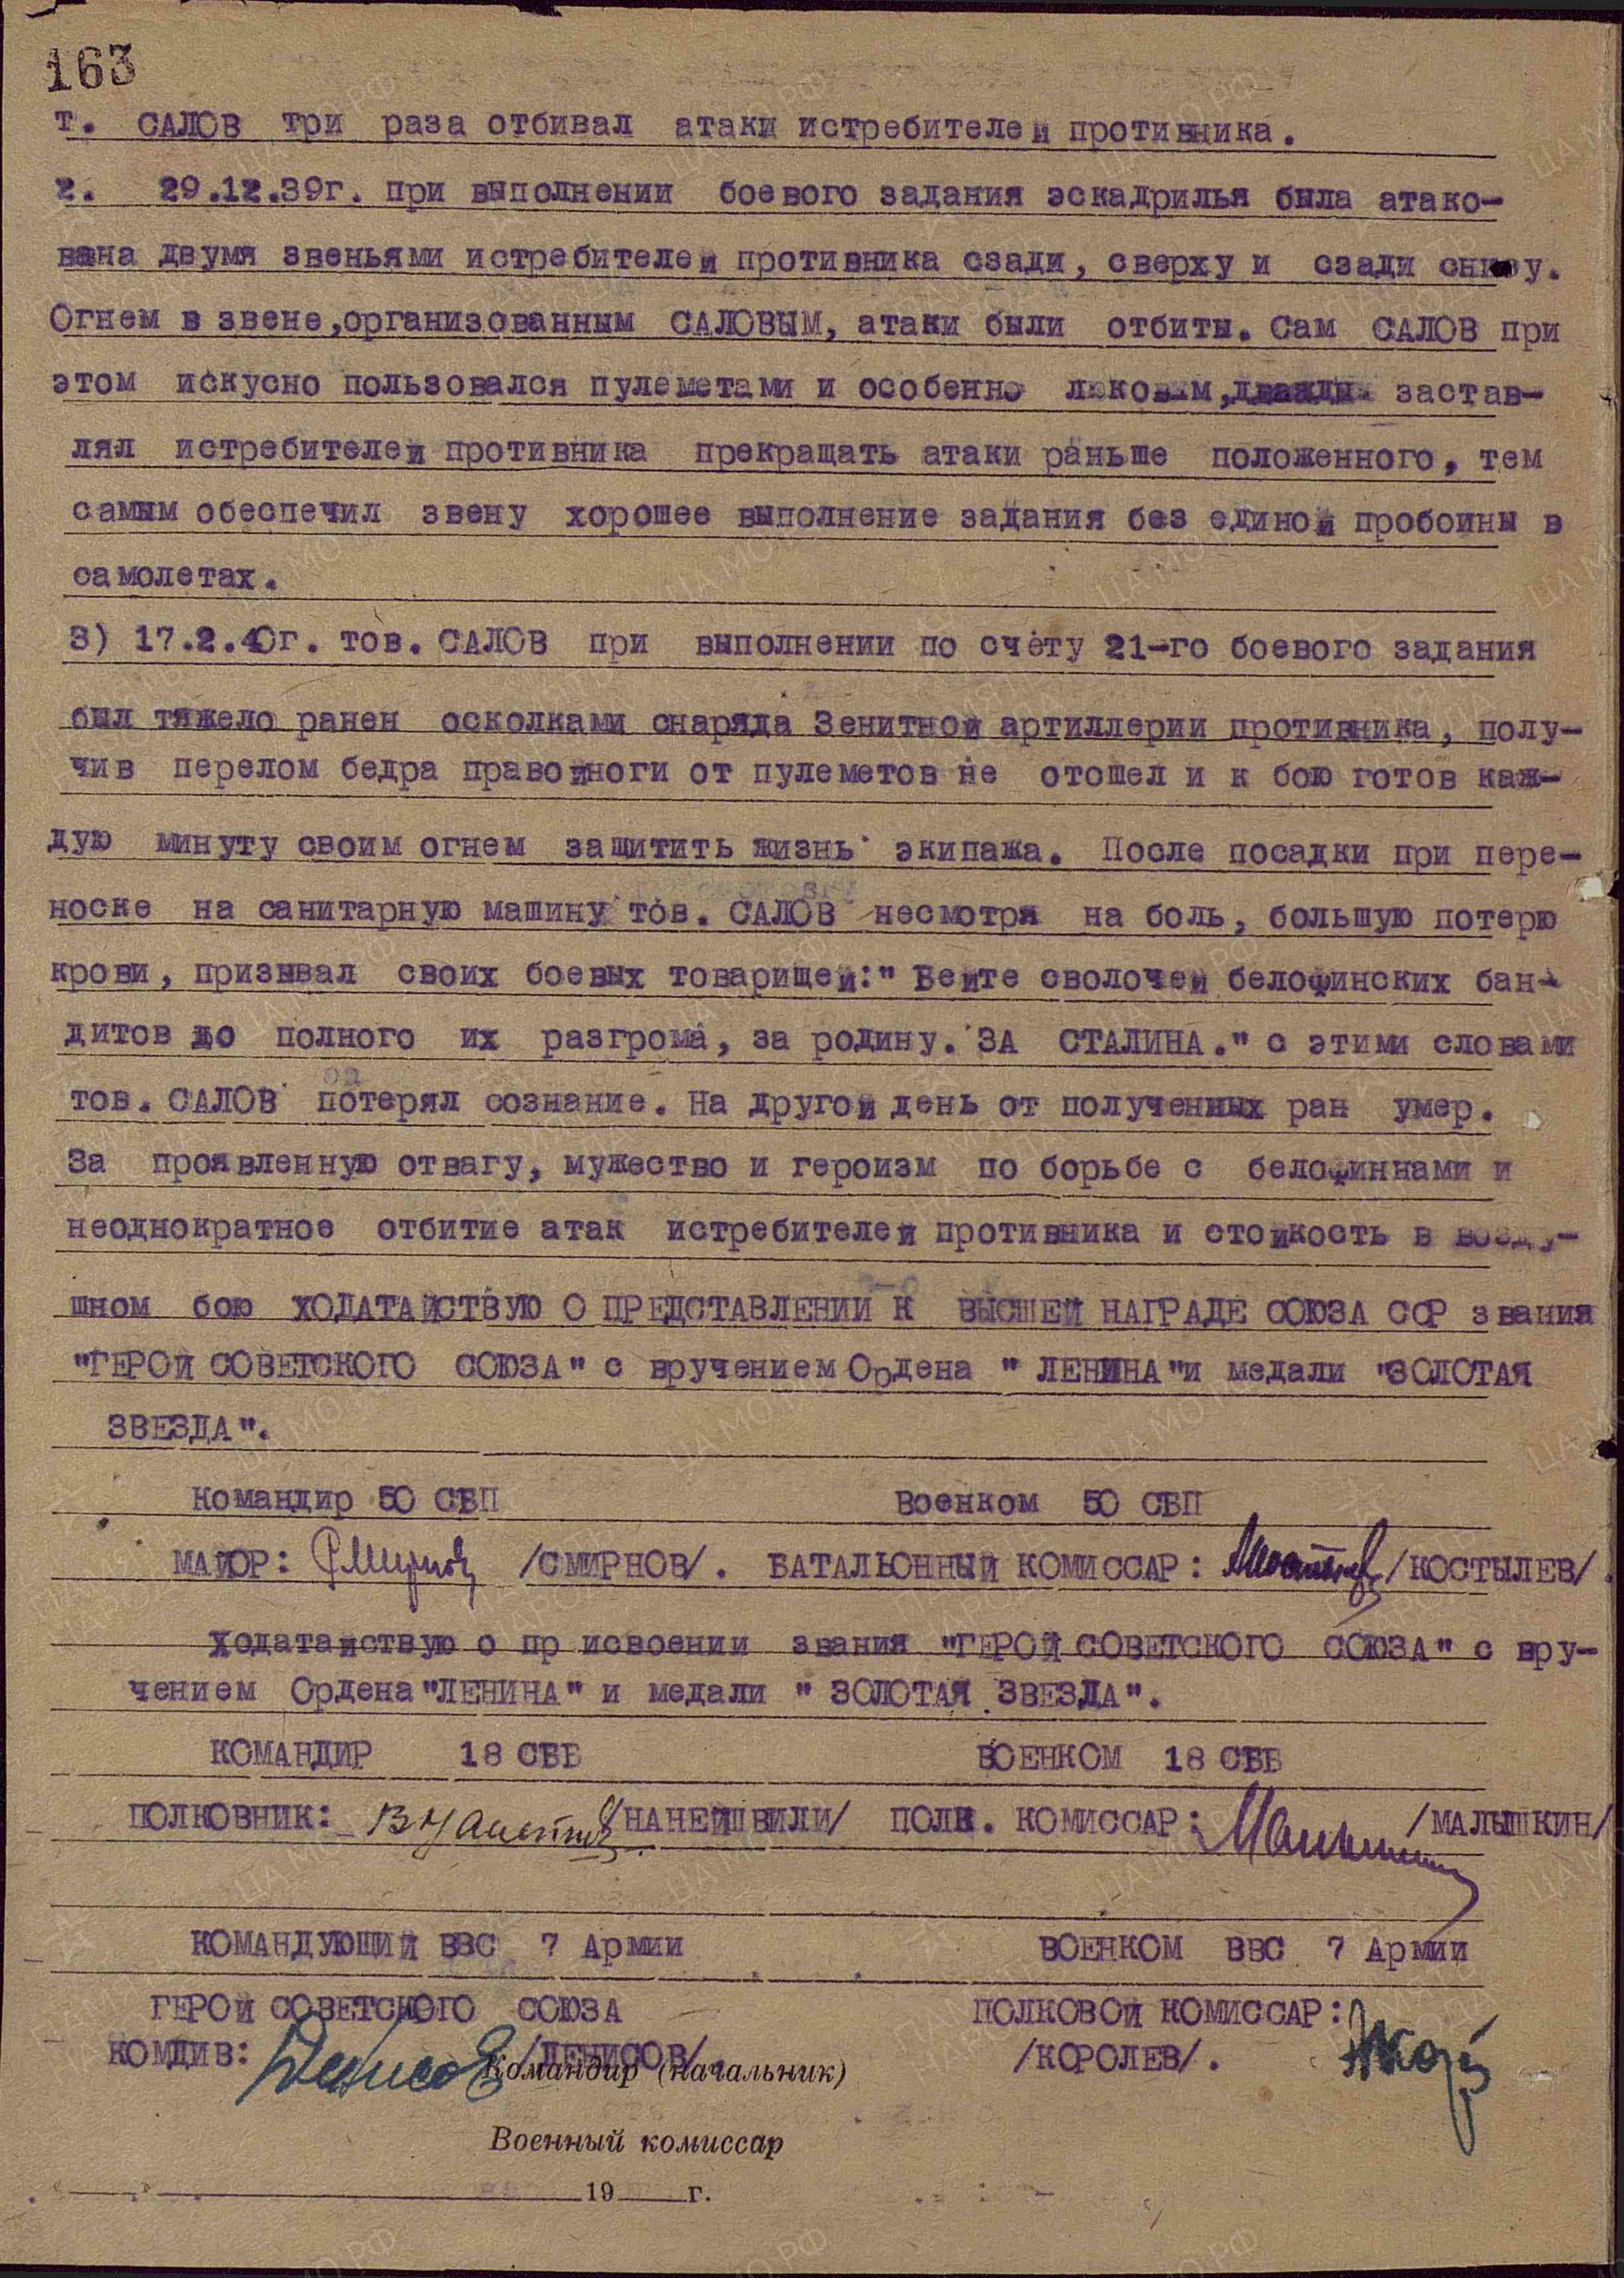 163
т. САЛОВ три раза отбивал атаки истребителей противника.
2. 29.12.39г. при выполнении боевого задания эскадрилья была атако-
вана двумя звеньями истребителей противника сзади, сверху и сзади снизу.
Огнем в звене,организованным САЛОВЫМ, атаки были отбиты. Сам САЛОВ при
этом искусно пользовался пулеметами и особенно люковым,дважды застав-
лял истребителей противника прекращать атаки раньше положенного, тем
самым обеспечил звену хорошее выполнение задания без единой пробоины в
самолетах.
3) 17.2.40г. тов. САЛОВ при выполнении по счету 21-го боевого задания
был тяжело ранен осколками снаряда Зенитной артиллерии противника, полу-
чив перелом бедра правой ноги от пулеметов не отошел и к бою готов каж-
дую минуту своим огнем защитить жизнь экипажа. После посадки при пере-
носке на санитарную машину тов. САЛОВ несмотря на боль, большую потерю
крови, призывал своих боевых товарищей:" Бейте сволочей белофинских бан-
дитов до полного их разгрома, за родину. ЗА СТАЛИНА." с этими словами
тов. САЛОВ потерял сознание. На другой день от полученных ран умер.
За проявленную отвагу, мужество и героизм по борьбе с белофиннами и
неоднократное отбитие атак истребителей противника и стойкость в возду-
шном бою ХОДАТАЙСТВУЮ О ПРЕДСТАВЛЕНИИ К ВЫСШЕЙ НАГРАДЕ СОЮЗА ССР звания
"ГЕРОЙ СОВЕТСКОГО СОЮЗА" с вручением Ордена " ЛЕНИНА"и медали "ЗОЛОТАЯ
ЗВЕЗДА".
Командир 50 СБП Военком 50 СБП
МАЙОР: /СМИРНОВ/. БАТАЛЬОННЫЙ КОМИССАР: /КОСТЫЛЕВ/.
Ходатайствую о присвоении звания "ГЕРОЙ СОВЕТСКОГО СОЮЗА" с вру-
чением Ордена"ЛЕНИНА" и медали " ЗОЛОТАЯ ЗВЕЗДА".
КОМАНДИР 18 СББ ВОЕНКОМ 18 СББ
ПОЛКОВНИК: /НАНЕЙШВИЛИ/ ПОЛК. КОМИССАР: /МАЛЫШКИН/
КОМАНДУЮЩИЙ ВВС 7 Армии ВОЕНКОМ ВВС 7 Армии
ГЕРОЙ СОВЕТСКОГО СОЮЗА ПОЛКОВОЙ КОМИССАР:
КОМДИВ: Денисов /ДЕНИСОВ/. /КОРОЛЕВ/.
Командир (начальник)
Военный комиссар
19 г.